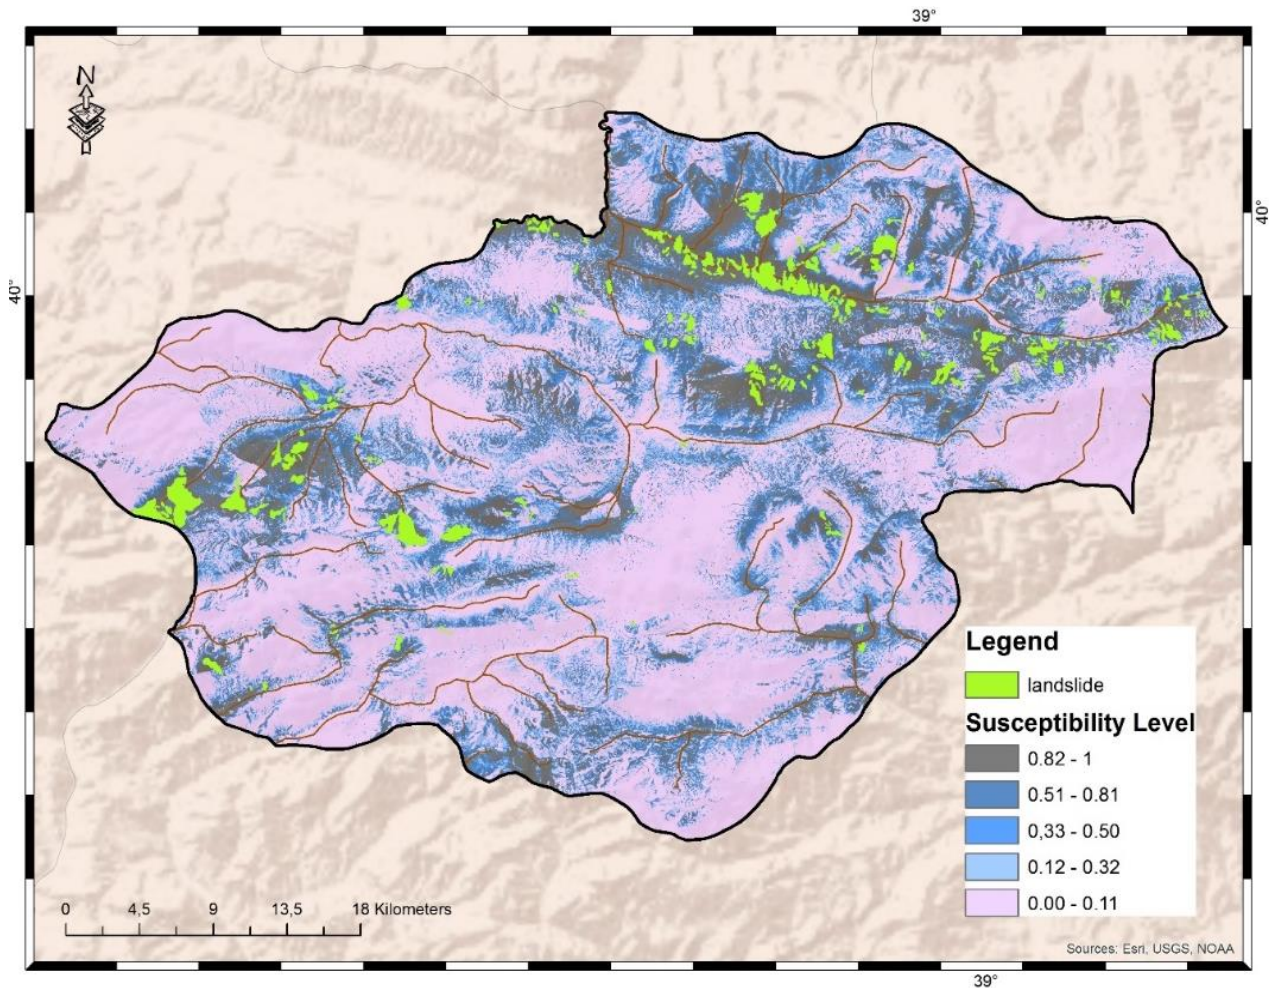 39°
N
40°
40°
Legend
landslide
Susceptibility Level
0.82 - 1
0.51 - 0.81
0,33 - 0.50
0.12 - 0.32
0.00 - 0.11
0 4,5 9 13,5 18 Kilometers
Sources: Esri, USGS, NOAA
39°